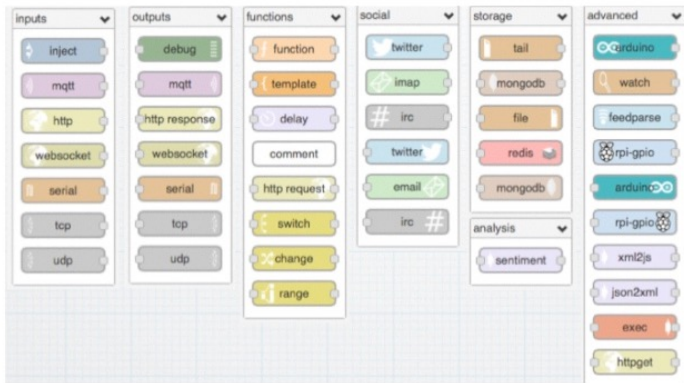 inputs
inject
mqtt
http
websocket
serial
tcp
udp
outputs
debug
mqtt
http response
websocket
serial
tcp
udp
functions
function
template
delay
comment
http request
switch
change
range
social
twitter
imap
irc
twitter
email
irc
storage
tail
mongodb
file
redis
mongodb
analysis
sentiment
advanced
arduino
watch
feedparse
rpi-gpio
arduino
rpi-gpio
xml2js
json2xml
exec
httpget